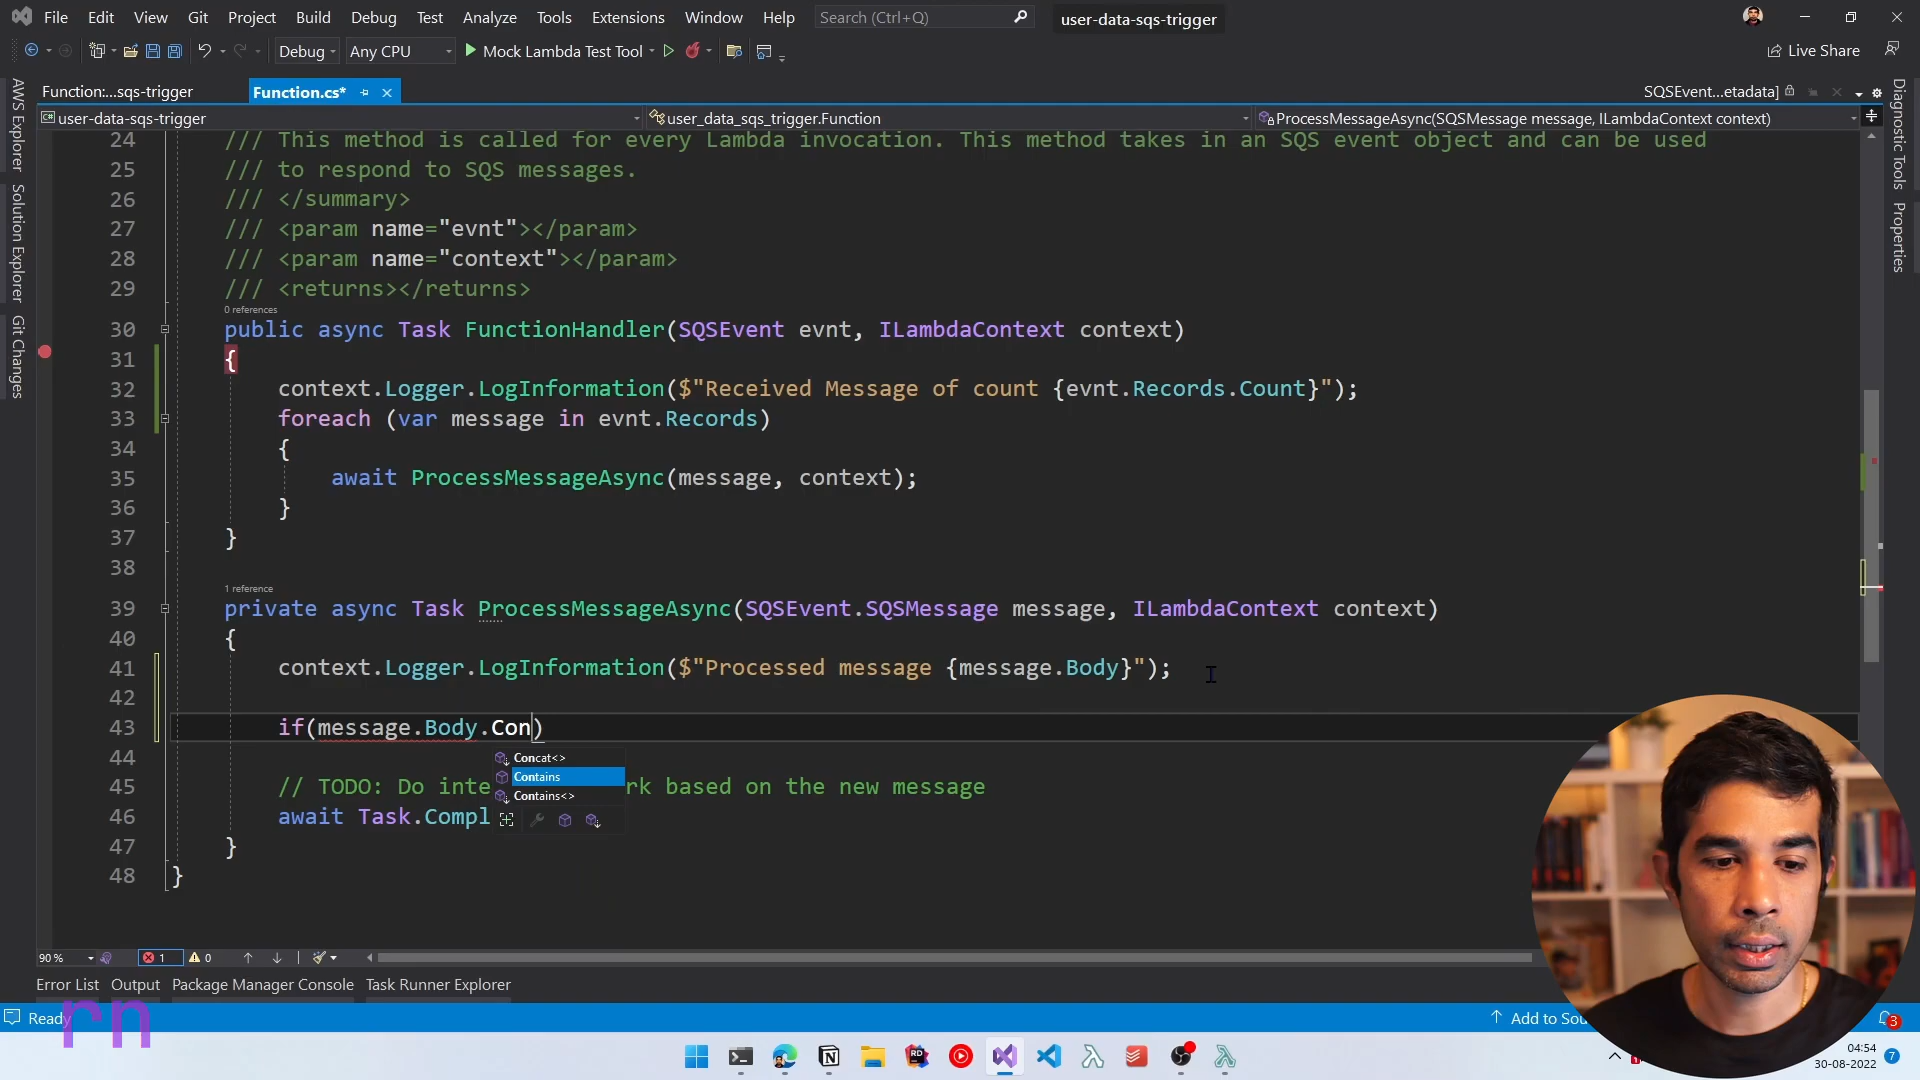 File Edit View Git Project Build Debug Test Analyze Tools Extensions Window Help Search (Ctrl+Q) user-data-sqs-trigger
Debug Any CPU Mock Lambda Test Tool Live Share
Function:...sqs-trigger Function.cs* SQSEvent...etadata]
user-data-sqs-trigger user_data_sqs_trigger.Function ProcessMessageAsync(SQSMessage message, ILambdaContext context)
AWS Explorer
Solution Explorer
Git Changes
Diagnostic Tools
Properties
24 /// This method is called for every Lambda invocation. This method takes in an SQS event object and can be used
25 /// to respond to SQS messages.
26 /// </summary>
27 /// <param name="evnt"></param>
28 /// <param name="context"></param>
29 /// <returns></returns>
0 references
30 public async Task FunctionHandler(SQSEvent evnt, ILambdaContext context)
31 {
32 context.Logger.LogInformation($"Received Message of count {evnt.Records.Count}");
33 foreach (var message in evnt.Records)
34 {
35 await ProcessMessageAsync(message, context);
36 }
37 }
38
1 reference
39 private async Task ProcessMessageAsync(SQSEvent.SQSMessage message, ILambdaContext context)
40 {
41 context.Logger.LogInformation($"Processed message {message.Body}");
42
43 if(message.Body.Con)
44 Concat<>
Contains
45 // TODO: Do inte rk based on the new message
Contains<>
46 await Task.Compl
47 }
48 }
90 % 1 0
Error List Output Package Manager Console Task Runner Explorer
rn
Ready Add to Sou 3
04:54
30-08-2022 7